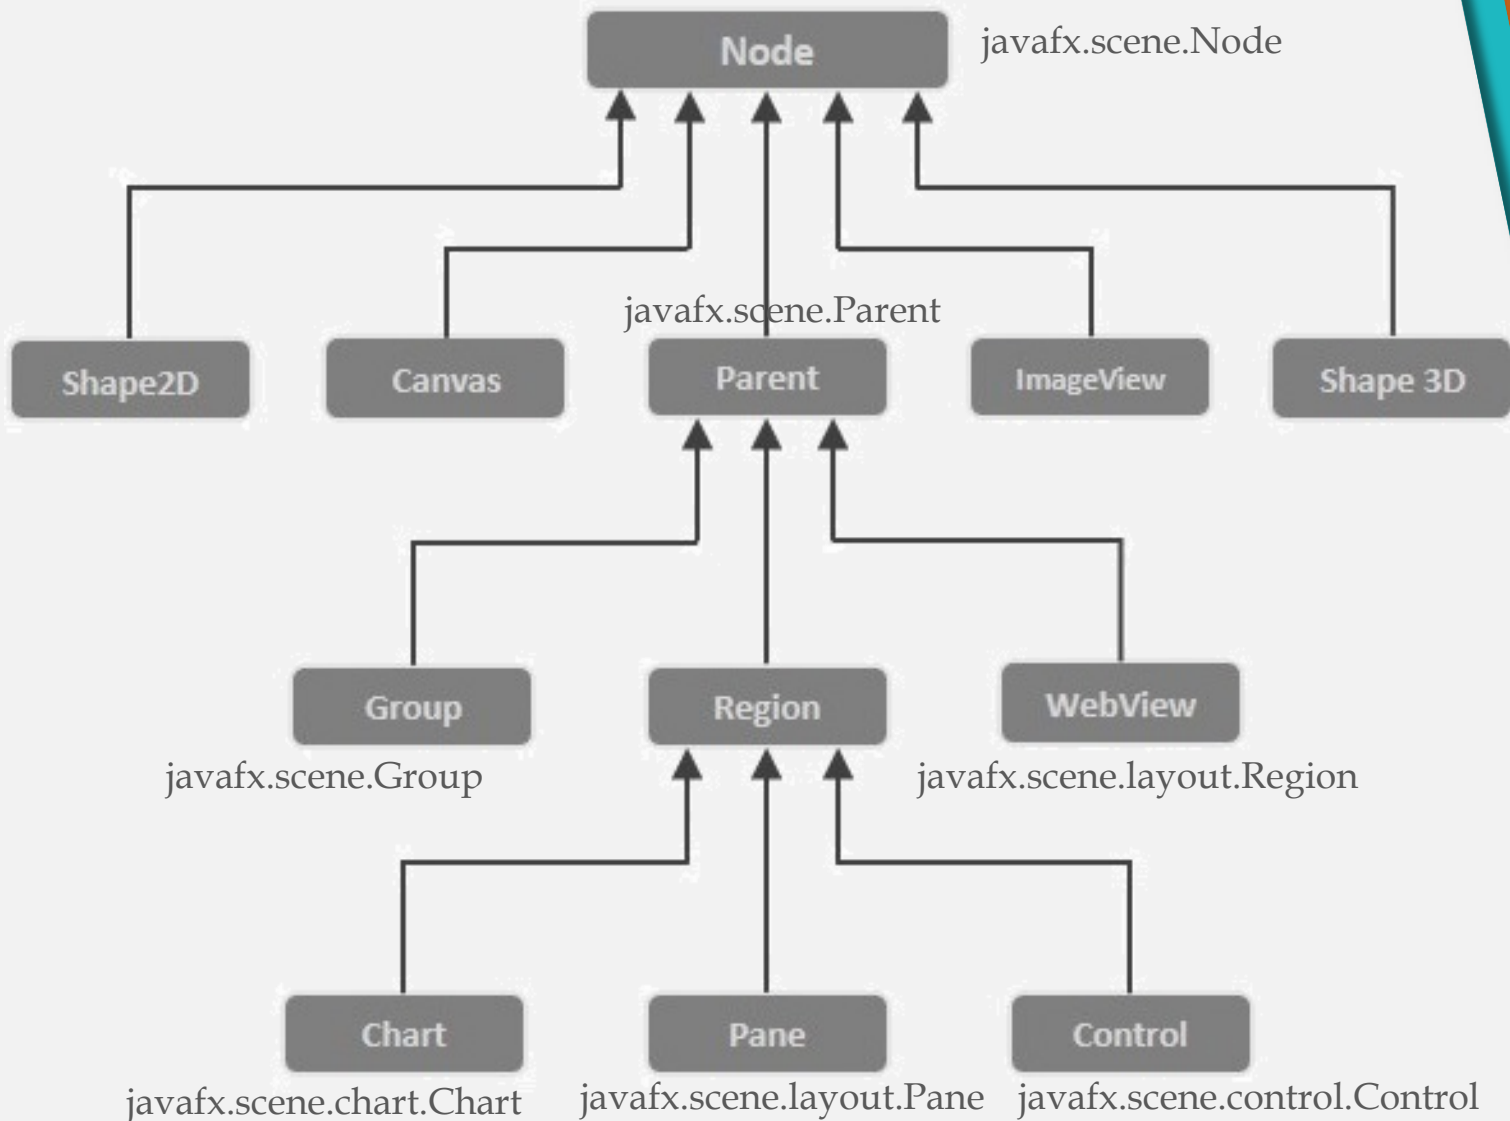 Node
javafx.scene.Node
javafx.scene.Parent
Shape2D
Canvas
Parent
ImageView
Shape 3D
Group
Region
WebView
javafx.scene.Group
javafx.scene.layout.Region
Chart
Pane
Control
javafx.scene.chart.Chart
javafx.scene.layout.Pane
javafx.scene.control.Control